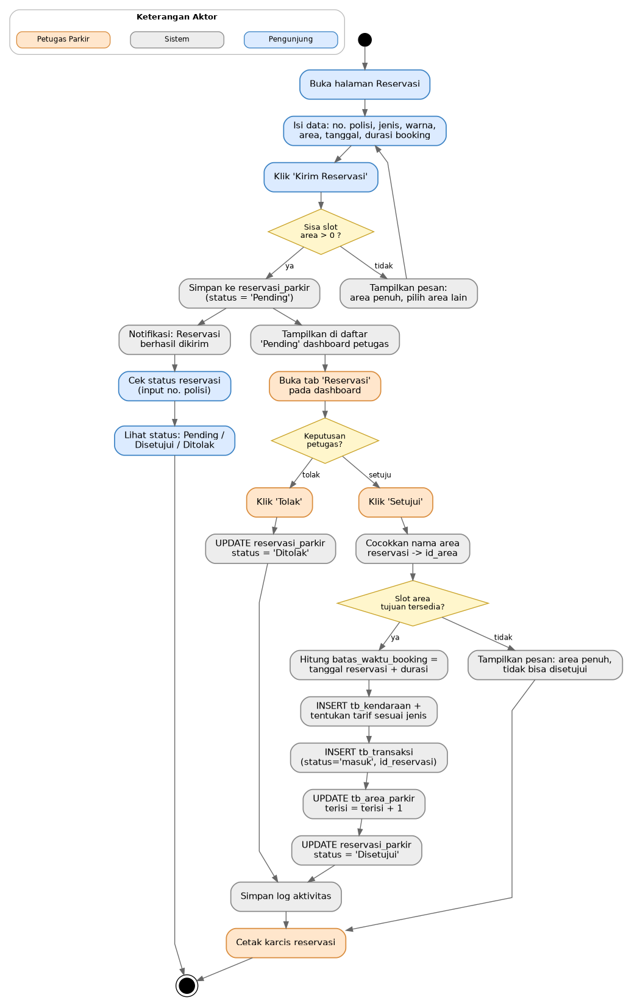 Keterangan Aktor
Petugas Parkir
Sistem
Pengunjung
Buka halaman Reservasi
Isi data: no. polisi, jenis, warna,
area, tanggal, durasi booking
Klik 'Kirim Reservasi'
Sisa slot
area > 0 ?
ya
tidak
Simpan ke reservasi_parkir
(status = 'Pending')
Tampilkan pesan:
area penuh, pilih area lain
Notifikasi: Reservasi
berhasil dikirim
Tampilkan di daftar
'Pending' dashboard petugas
Cek status reservasi
(input no. polisi)
Buka tab 'Reservasi'
pada dashboard
Lihat status: Pending /
Disetujui / Ditolak
Keputusan
petugas?
tolak
setuju
Klik 'Tolak'
Klik 'Setujui'
UPDATE reservasi_parkir
status = 'Ditolak'
Cocokkan nama area
reservasi -> id_area
Slot area
tujuan tersedia?
ya
tidak
Hitung batas_waktu_booking =
tanggal reservasi + durasi
Tampilkan pesan: area penuh,
tidak bisa disetujui
INSERT tb_kendaraan +
tentukan tarif sesuai jenis
INSERT tb_transaksi
(status='masuk', id_reservasi)
UPDATE tb_area_parkir
terisi = terisi + 1
UPDATE reservasi_parkir
status = 'Disetujui'
Simpan log aktivitas
Cetak karcis reservasi